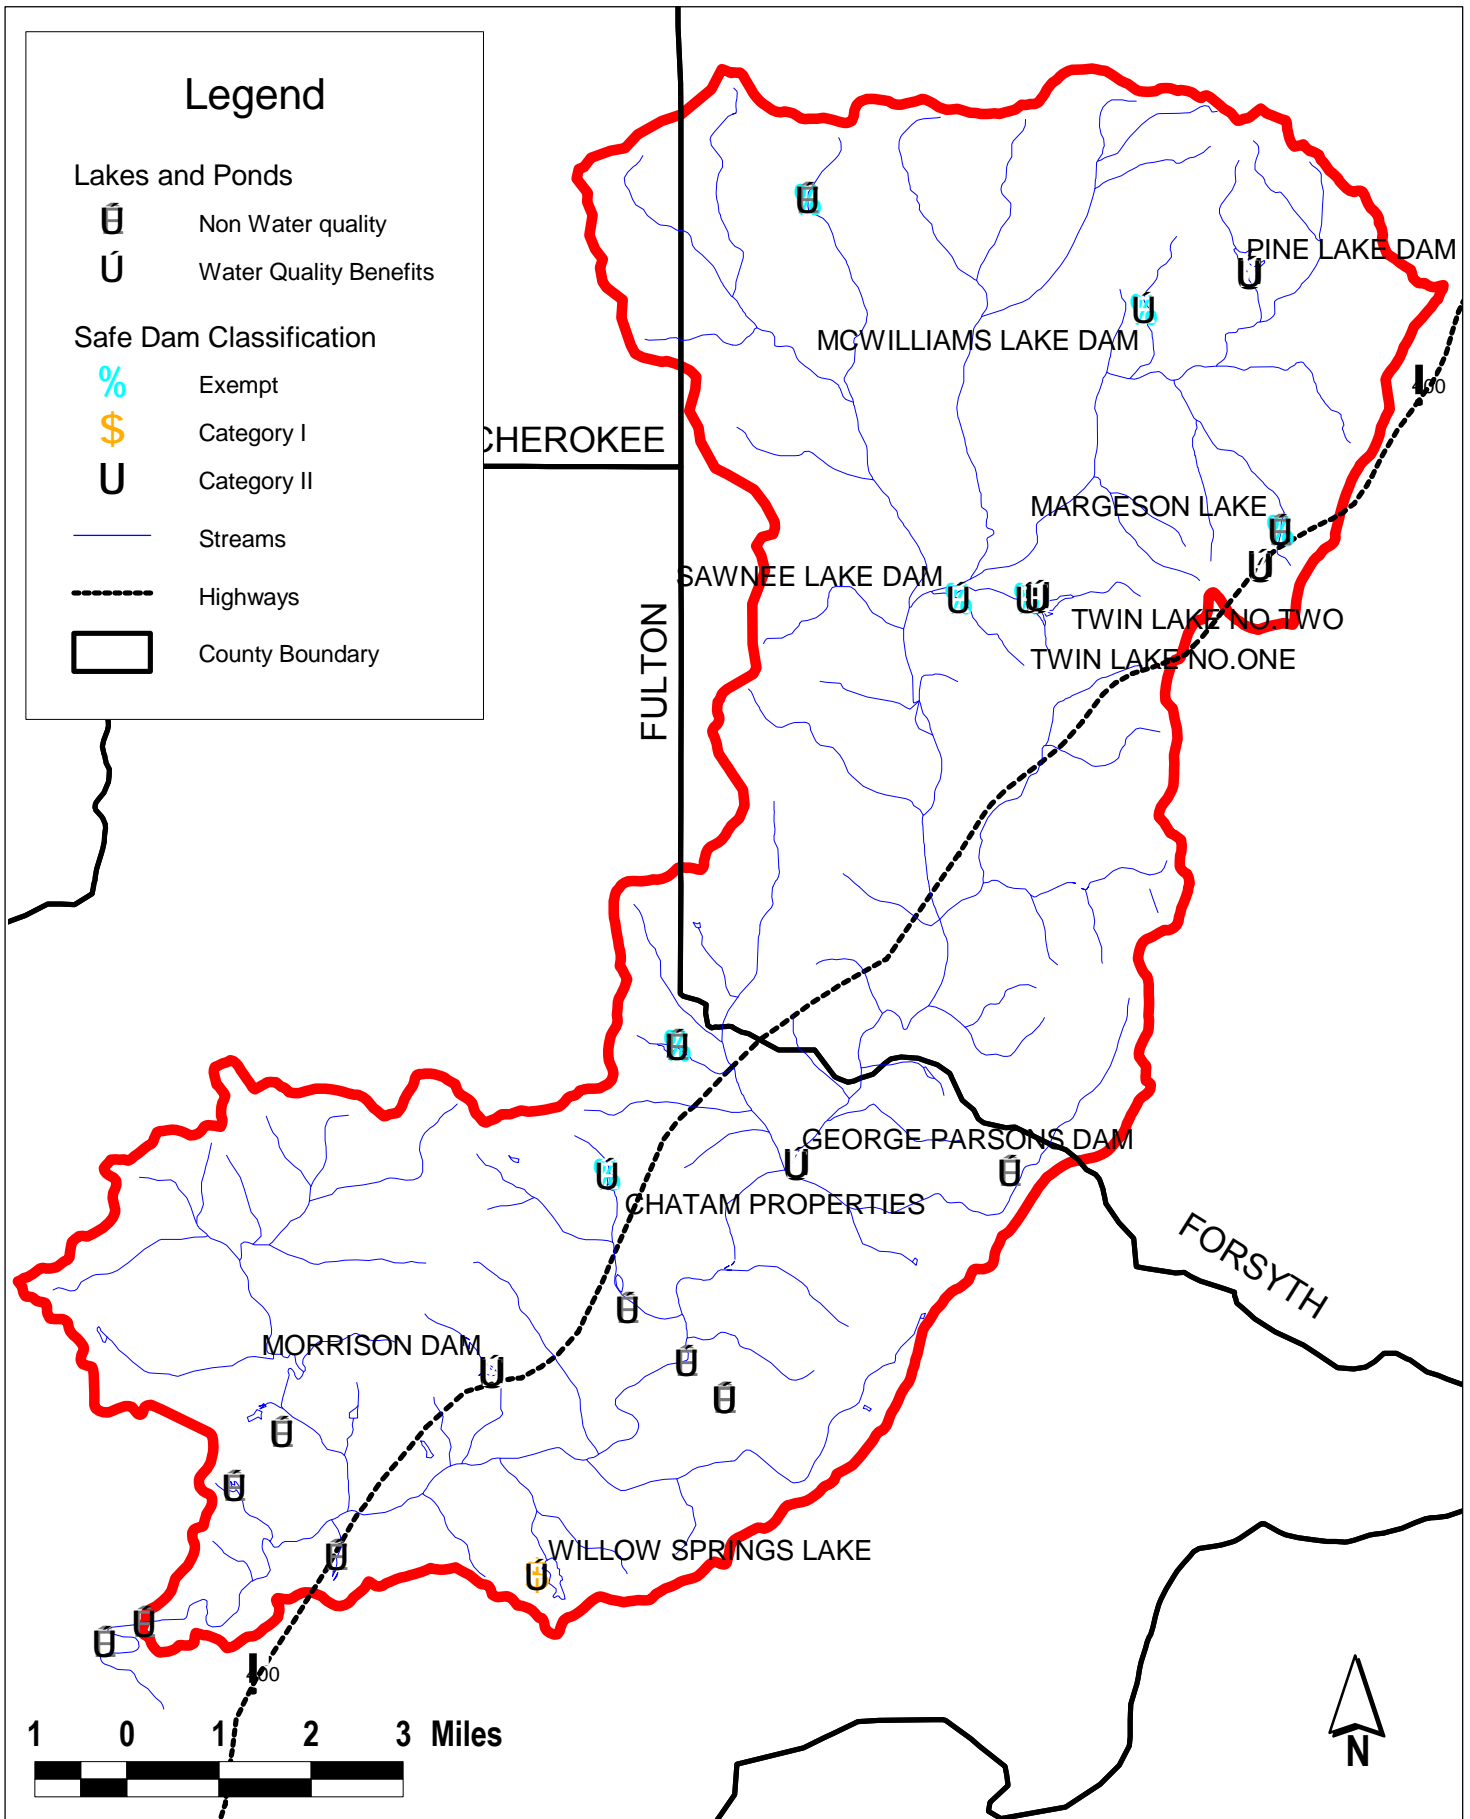 Legend
Lakes and Ponds
Non Water quality
Water Quality Benefits
Safe Dam Classification
% Exempt
$ Category I
U Category II
Streams
Highways
County Boundary
PINE LAKE DAM
MCWILLIAMS LAKE DAM
400
CHEROKEE
MARGESON LAKE
SAWNEE LAKE DAM
TWIN LAKE NO.TWO
TWIN LAKE NO.ONE
FULTON
GEORGE PARSONS DAM
CHATAM PROPERTIES
FORSYTH
MORRISON DAM
WILLOW SPRINGS LAKE
400
1 0 1 2 3 Miles
N